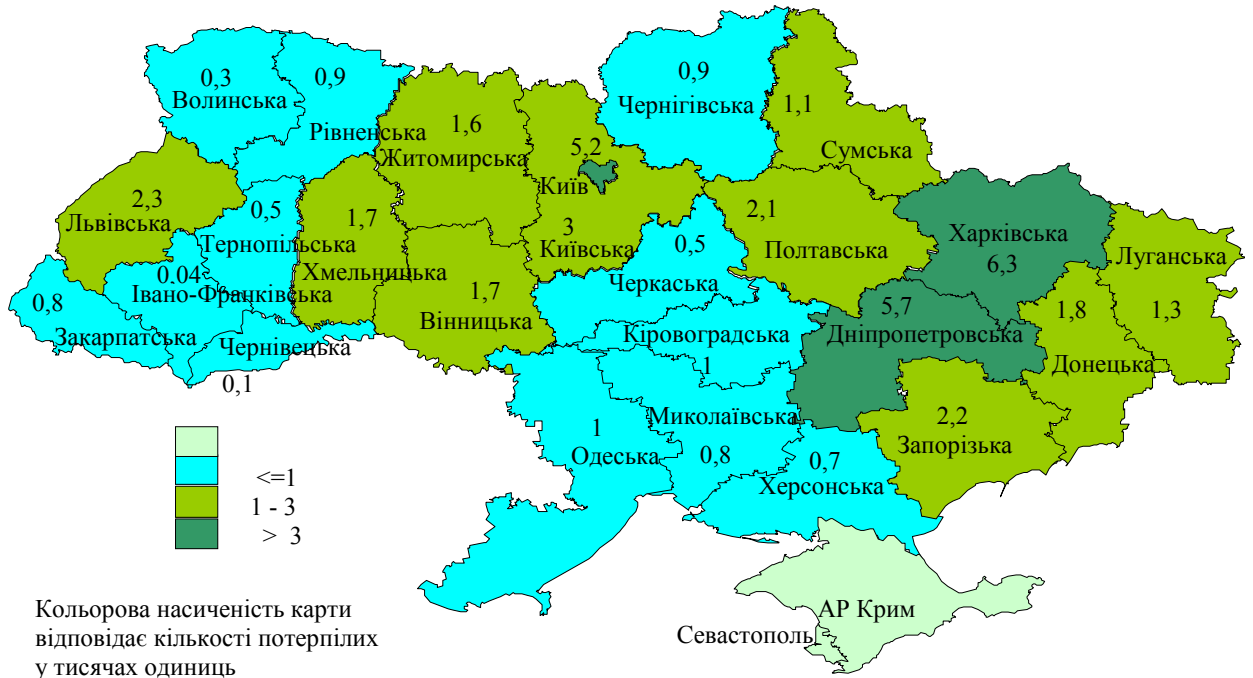 0,3
Волинська
0,9
Рівненська
1,6
Житомирська
5,2
Київ
3
Київська
0,9
Чернігівська
1,1
Сумська
2,3
Львівська
0,5
Тернопільська
1,7
Хмельницька
0,04
Івано-Франківська
0,8
Закарпатська
Чернівецька
0,1
1,7
Вінницька
0,5
Черкаська
2,1
Полтавська
Харківська
6,3
Луганська
1,3
Кіровоградська
1
5,7
Дніпропетровська
1,8
Донецька
1
Одеська
Миколаївська
0,8
0,7
Херсонська
2,2
Запорізька
АР Крим
Севастополь
<=1
1 - 3
> 3
Кольорова насиченість карти
відповідає кількості потерпілих
у тисячах одиниць